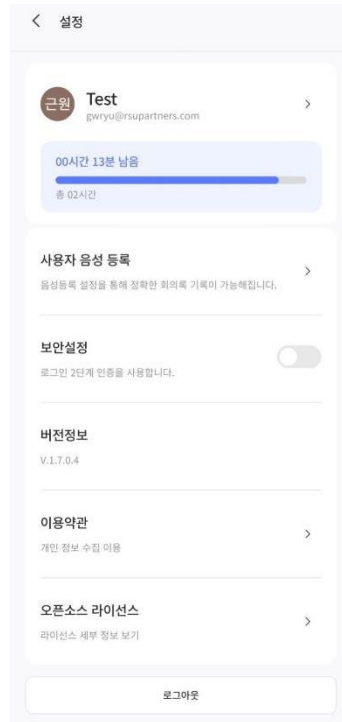 설정
근원
Test
gwryu@rsupartners.com
00시간 13분 남음
총 02시간
사용자 음성 등록
음성등록 설정을 통해 정확한 회의록 기록이 가능해집니다.
보안설정
로그인 2단계 인증을 사용합니다.
버전정보
V.1.7.0.4
이용약관
개인 정보 수집 이용
오픈소스 라이선스
라이선스 세부 정보 보기
로그아웃